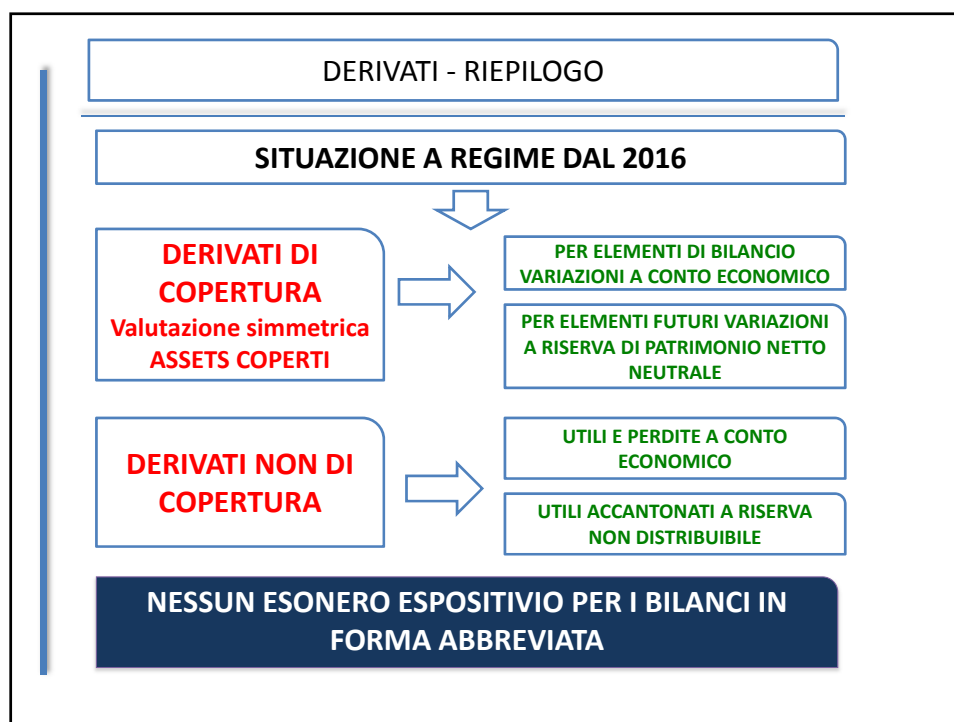 DERIVATI - RIEPILOGO
SITUAZIONE A REGIME DAL 2016
DERIVATI DI
COPERTURA
Valutazione simmetrica
ASSETS COPERTI
PER ELEMENTI DI BILANCIO
VARIAZIONI A CONTO ECONOMICO
PER ELEMENTI FUTURI VARIAZIONI
A RISERVA DI PATRIMONIO NETTO
NEUTRALE
DERIVATI NON DI
COPERTURA
UTILI E PERDITE A CONTO
ECONOMICO
UTILI ACCANTONATI A RISERVA
NON DISTRIBUIBILE
NESSUN ESONERO ESPOSITIVIO PER I BILANCI IN
FORMA ABBREVIATA